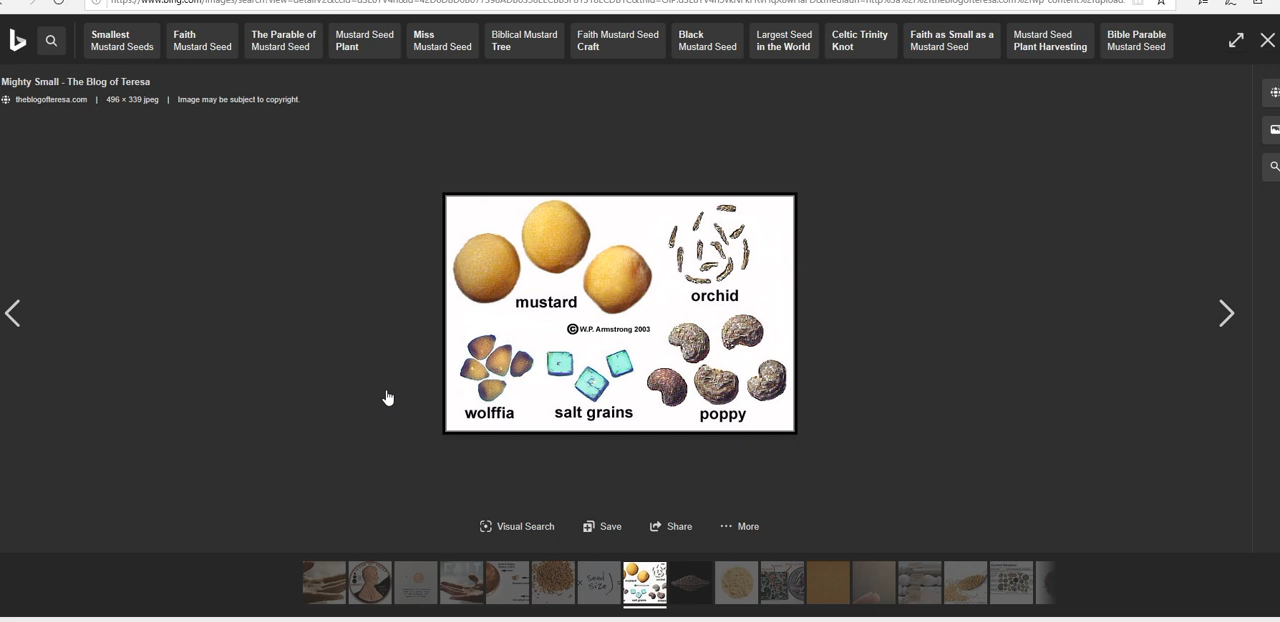 Smallest
Mustard Seeds
Faith
Mustard Seed
The Parable of
Mustard Seed
Mustard Seed
Plant
Miss
Mustard Seed
Biblical Mustard
Tree
Faith Mustard Seed
Craft
Black
Mustard Seed
Largest Seed
in the World
Celtic Trinity
Knot
Faith as Small as a
Mustard Seed
Mustard Seed
Plant Harvesting
Bible Parable
Mustard Seed
Mighty Small - The Blog of Teresa
theblogofteresa.com | 496 × 339 jpeg | Image may be subject to copyright.
mustard
orchid
©W.P. Armstrong 2003
wolffia
salt grains
poppy
Visual Search
Save
Share
More